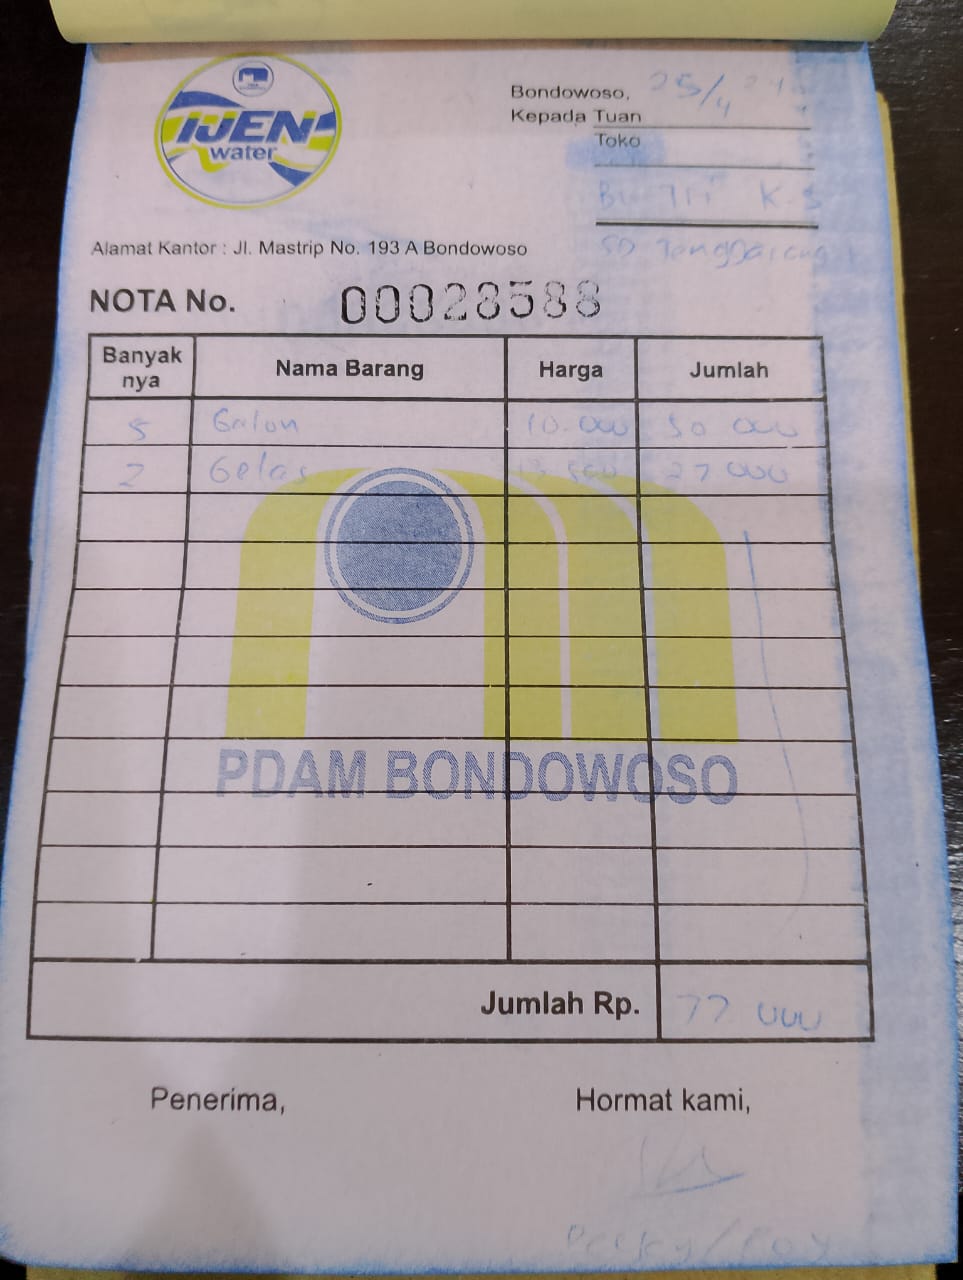 IJEN
water
Bondowoso, 25/4 24
Kepada Tuan
Toko
Bu Tri K.S
SD Tenggarang 1
Alamat Kantor : Jl. Mastrip No. 193 A Bondowoso
NOTA No. 00028588
Banyak nya Nama Barang Harga Jumlah
5 Galon 10.000 50 000
2 Gelas 13 500 27 000
PDAM BONDOWOSO
Jumlah Rp. 77 000
Penerima, Hormat kami,